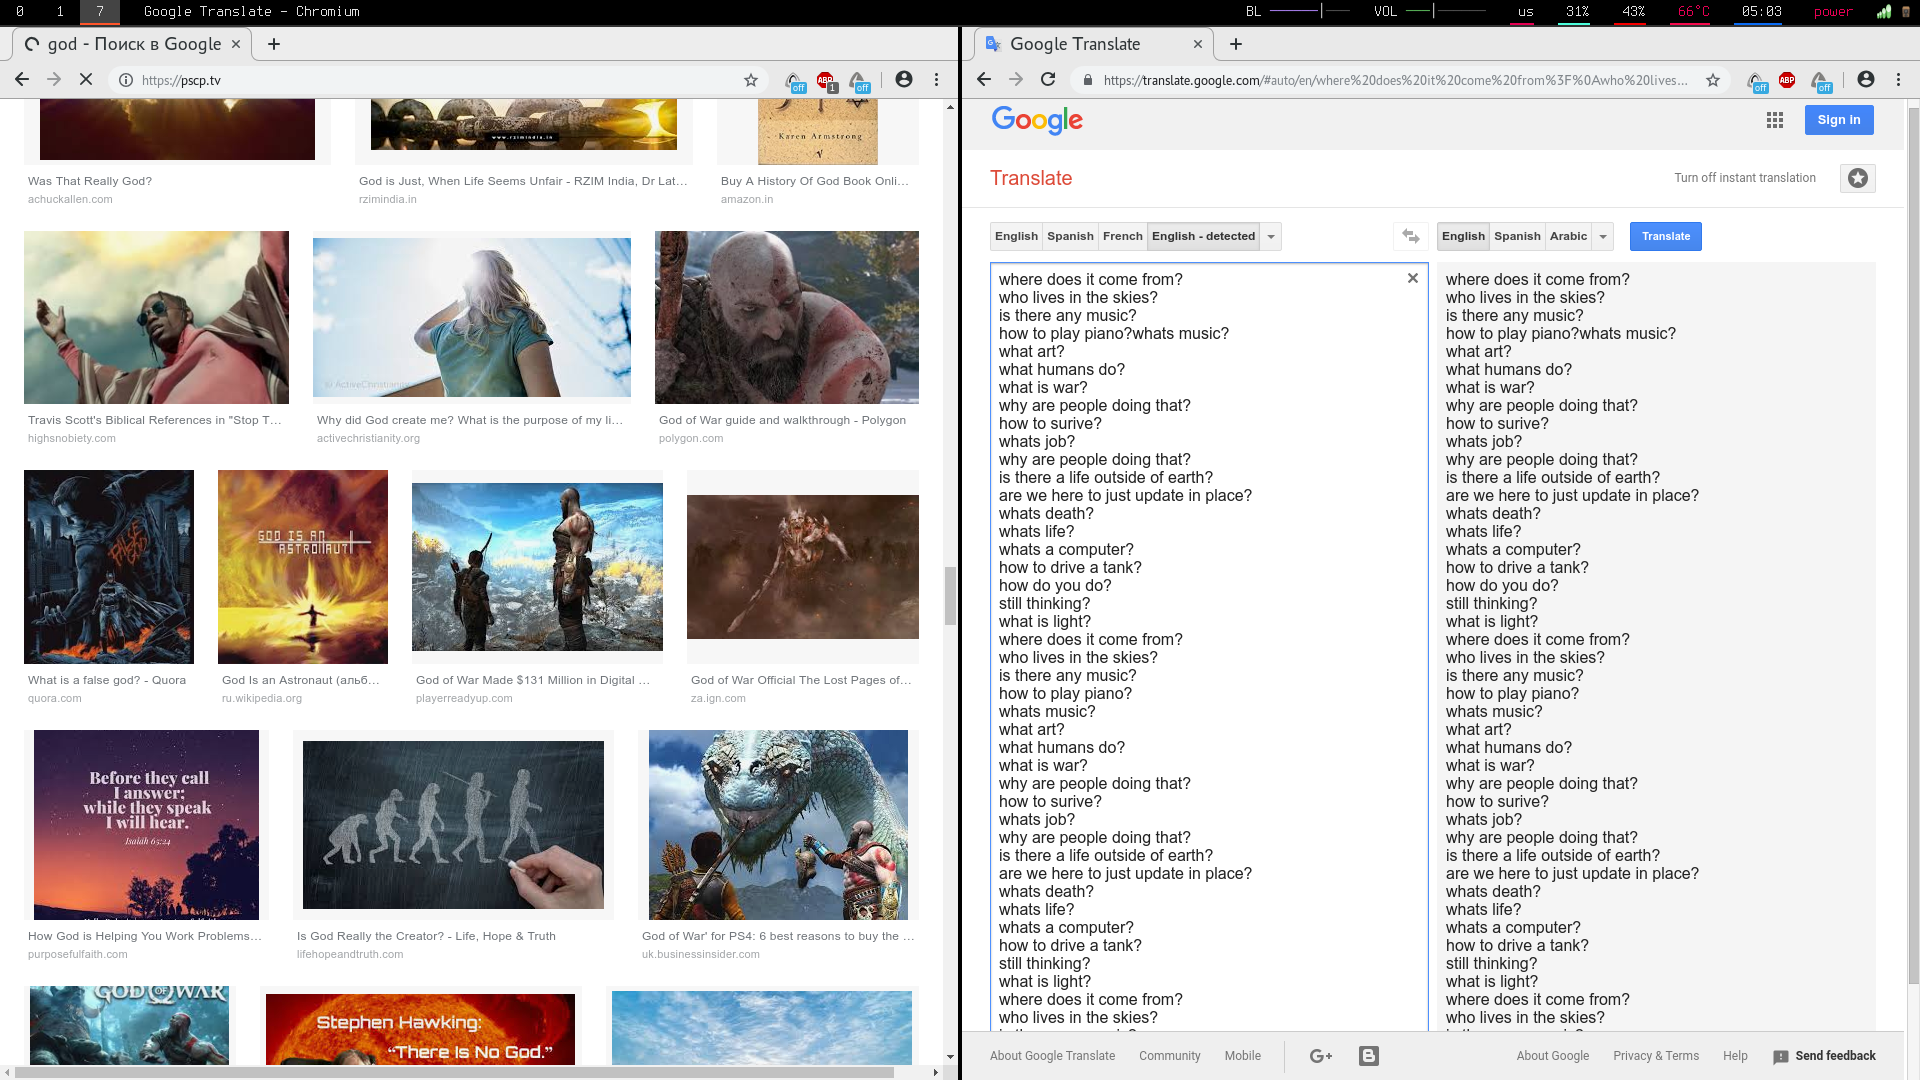 0 1 7 Google Translate - Chromium
BL VOL us 31% 43% 66°C 05:03 power
god - Поиск в Google
https://pscp.tv
off 1 off
www.rzimindia.in
Karen Armstrong
Was That Really God?
achuckallen.com
God is Just, When Life Seems Unfair - RZIM India, Dr Lat...
rzimindia.in
Buy A History Of God Book Onli...
amazon.in
Travis Scott's Biblical References in "Stop T...
highsnobiety.com
Why did God create me? What is the purpose of my li...
activechristianity.org
God of War guide and walkthrough - Polygon
polygon.com
GOD IS AN
ASTRONAUT
What is a false god? - Quora
quora.com
God Is an Astronaut (альб...
ru.wikipedia.org
God of War Made $131 Million in Digital ...
playerreadyup.com
God of War Official The Lost Pages of...
za.ign.com
Before they call
I answer;
while they speak
I will hear.
Isaiah 65:24
How God is Helping You Work Problems...
purposefulfaith.com
Is God Really the Creator? - Life, Hope & Truth
lifehopeandtruth.com
God of War' for PS4: 6 best reasons to buy the ...
uk.businessinsider.com
GOD OF WAR
Stephen Hawking:
“There Is No God.”
Google Translate
https://translate.google.com/#auto/en/where%20does%20it%20come%20from%3F%0Awho%20lives...
off ABP off
Google
Sign in
Translate
Turn off instant translation
English Spanish French English - detected
English Spanish Arabic Translate
where does it come from?
who lives in the skies?
is there any music?
how to play piano?whats music?
what art?
what humans do?
what is war?
why are people doing that?
how to surive?
whats job?
why are people doing that?
is there a life outside of earth?
are we here to just update in place?
whats death?
whats life?
whats a computer?
how to drive a tank?
how do you do?
still thinking?
what is light?
where does it come from?
who lives in the skies?
is there any music?
how to play piano?
whats music?
what art?
what humans do?
what is war?
why are people doing that?
how to surive?
whats job?
why are people doing that?
is there a life outside of earth?
are we here to just update in place?
whats death?
whats life?
whats a computer?
how to drive a tank?
still thinking?
what is light?
where does it come from?
who lives in the skies?
where does it come from?
who lives in the skies?
is there any music?
how to play piano?whats music?
what art?
what humans do?
what is war?
why are people doing that?
how to surive?
whats job?
why are people doing that?
is there a life outside of earth?
are we here to just update in place?
whats death?
whats life?
whats a computer?
how to drive a tank?
how do you do?
still thinking?
what is light?
where does it come from?
who lives in the skies?
is there any music?
how to play piano?
whats music?
what art?
what humans do?
what is war?
why are people doing that?
how to surive?
whats job?
why are people doing that?
is there a life outside of earth?
are we here to just update in place?
whats death?
whats life?
whats a computer?
how to drive a tank?
still thinking?
what is light?
where does it come from?
who lives in the skies?
About Google Translate Community Mobile
About Google Privacy & Terms Help Send feedback